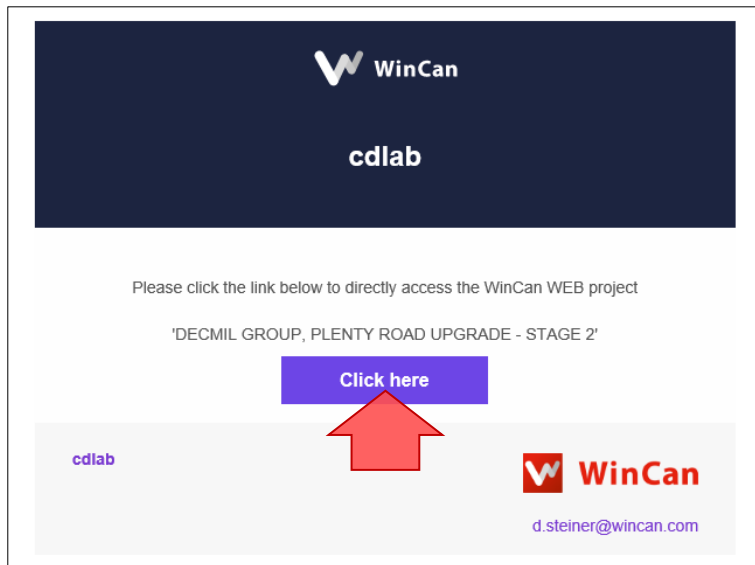 WinCan
cdlab
Please click the link below to directly access the WinCan WEB project
'DECMIL GROUP, PLENTY ROAD UPGRADE - STAGE 2'
Click here
cdlab
WinCan
d.steiner@wincan.com